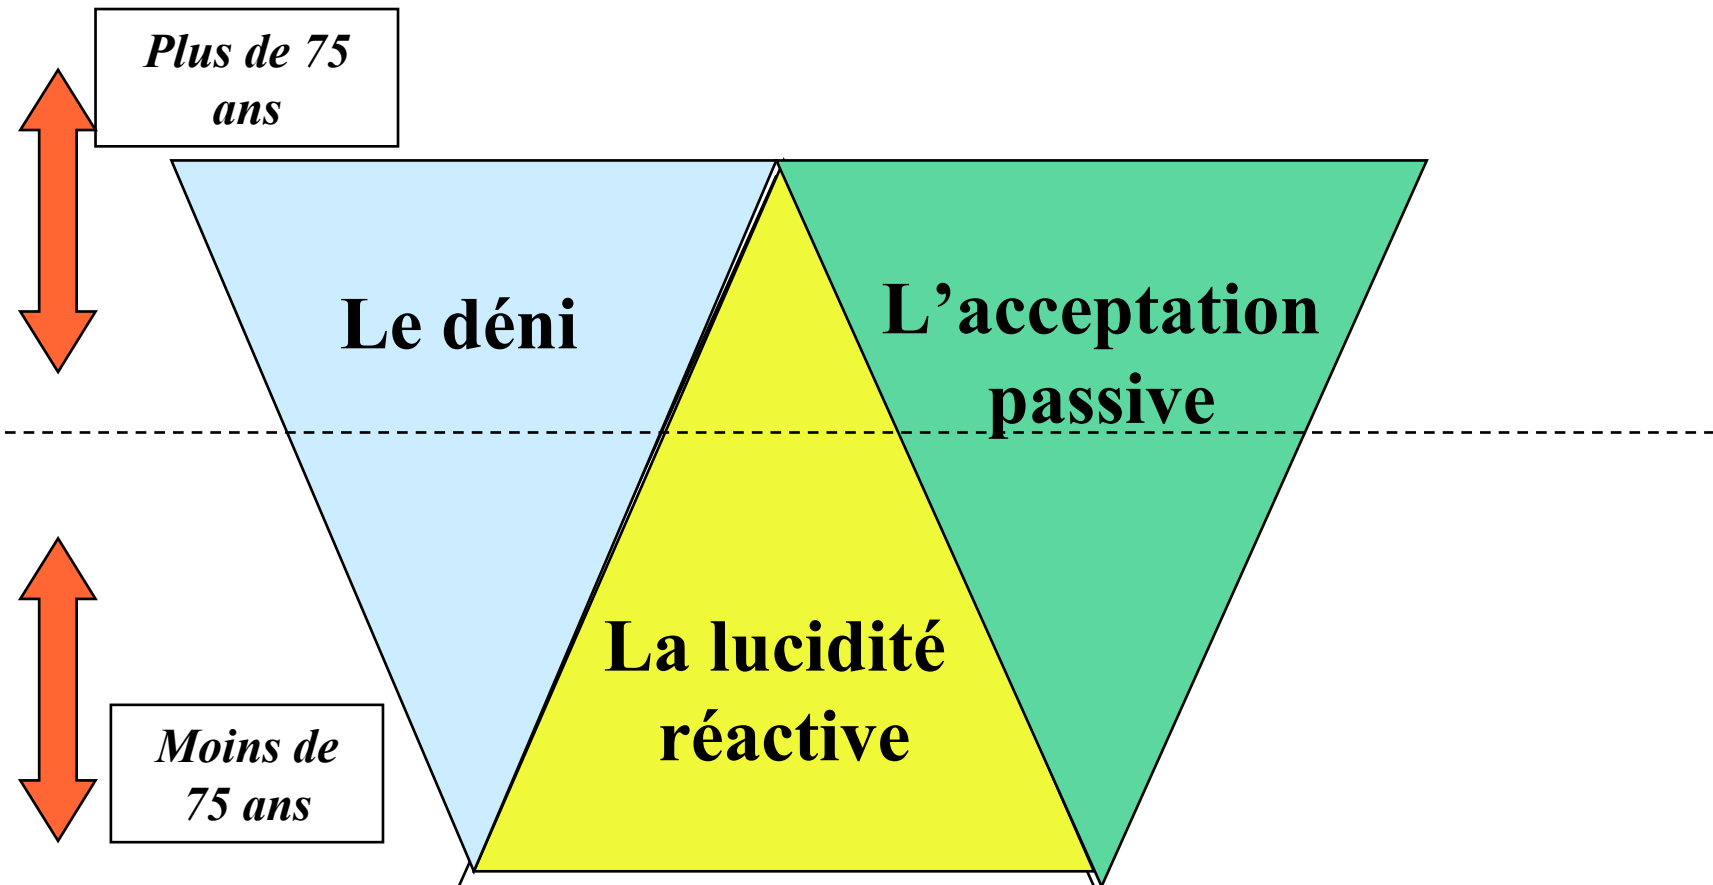 Plus de 75
ans
Le déni
L’acceptation
passive
La lucidité
réactive
Moins de
75 ans